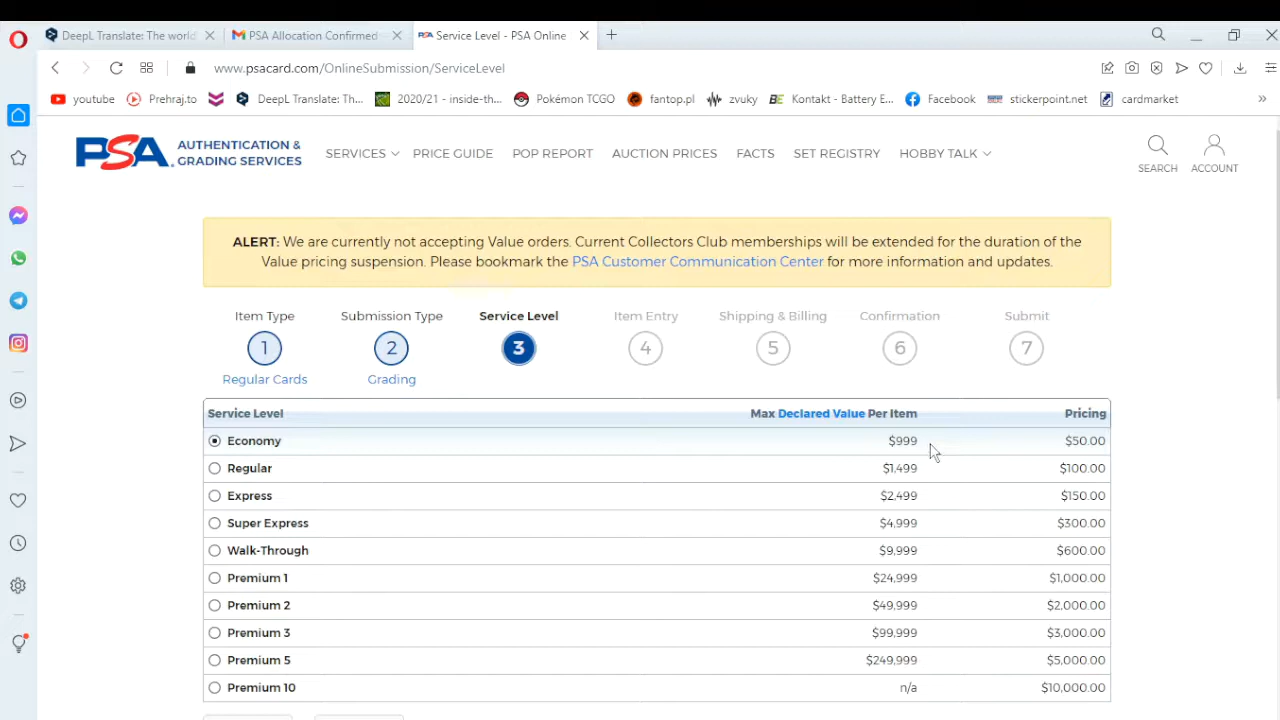 DeepL Translate: The world
PSA Allocation Confirmed
PSA Service Level - PSA Online
www.psacard.com/OnlineSubmission/ServiceLevel
youtube Prehraj.to DeepL Translate: Th... 2020/21 - inside-th... Pokémon TCGO fantop.pl zvuky BE Kontakt - Battery E... Facebook stickerpoint.net cardmarket
PSA AUTHENTICATION &
GRADING SERVICES
SERVICES PRICE GUIDE POP REPORT AUCTION PRICES FACTS SET REGISTRY HOBBY TALK
SEARCH ACCOUNT
ALERT: We are currently not accepting Value orders. Current Collectors Club memberships will be extended for the duration of the
Value pricing suspension. Please bookmark the PSA Customer Communication Center for more information and updates.
Item Type Submission Type Service Level Item Entry Shipping & Billing Confirmation Submit
1 2 3 4 5 6 7
Regular Cards Grading
Service Level Max Declared Value Per Item Pricing
Economy $999 $50.00
Regular $1,499 $100.00
Express $2,499 $150.00
Super Express $4,999 $300.00
Walk-Through $9,999 $600.00
Premium 1 $24,999 $1,000.00
Premium 2 $49,999 $2,000.00
Premium 3 $99,999 $3,000.00
Premium 5 $249,999 $5,000.00
Premium 10 n/a $10,000.00